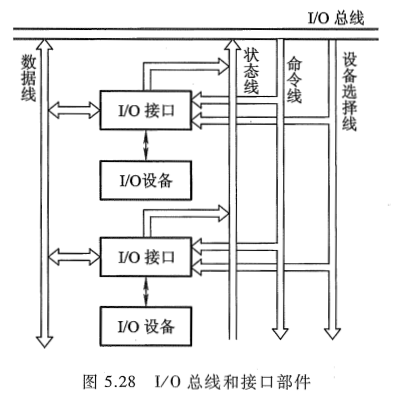 I/O 总线
数据线
状态线
命令线
设备选择线
I/O 接口
I/O设备
I/O 接口
I/O 设备
图 5.28 I/O 总线和接口部件